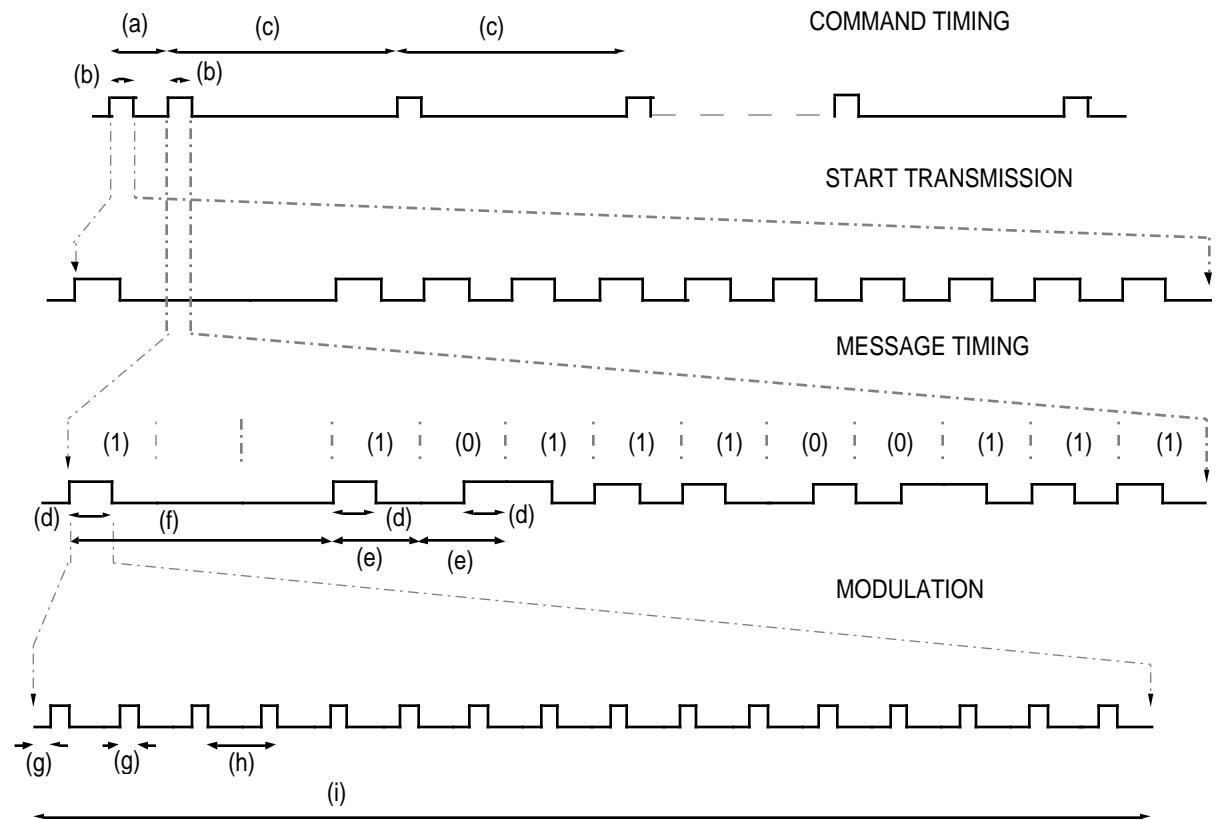 COMMAND TIMING
(a) (c) (c)
(b) (b)
START TRANSMISSION
MESSAGE TIMING
(1) (1) (0) (1) (1) (1) (0) (0) (1) (1) (1)
(d) (f) (d) (d)
(e) (e)
MODULATION
(g) (g) (h)
(i)